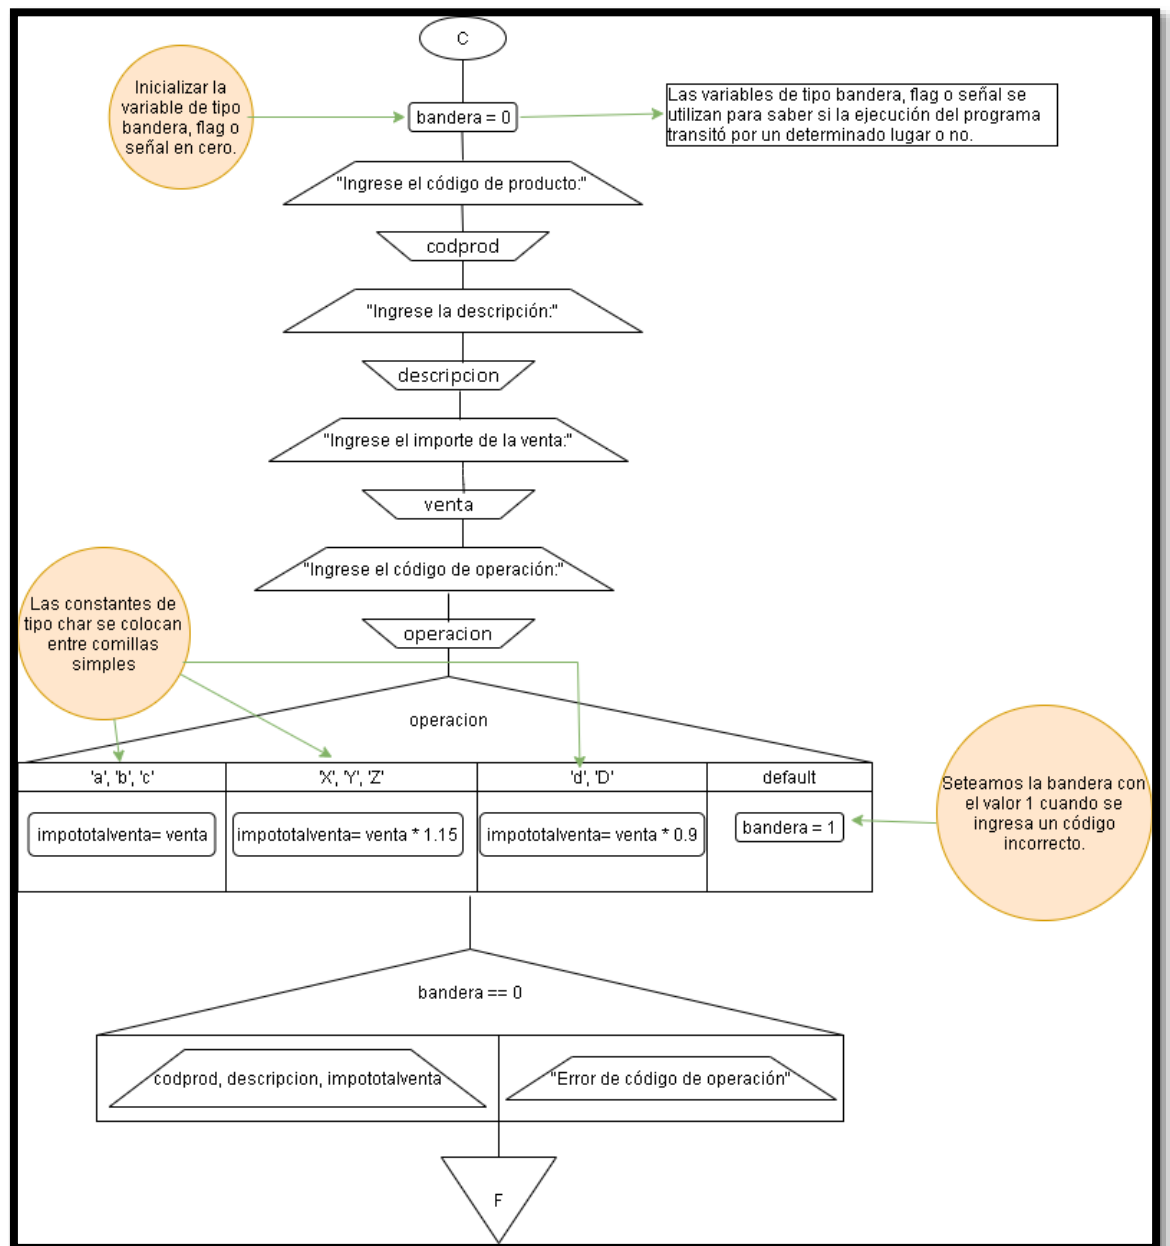 C
Inicializar la
variable de tipo
bandera, flag o
señal en cero.
bandera = 0
Las variables de tipo bandera, flag o señal se
utilizan para saber si la ejecución del programa
transitó por un determinado lugar o no.
"Ingrese el código de producto:"
codprod
"Ingrese la descripción:"
descripcion
"Ingrese el importe de la venta:"
venta
"Ingrese el código de operación:"
Las constantes de
tipo char se colocan
entre comillas
simples
operacion
operacion
'a', 'b', 'c'
'X', 'Y', 'Z'
'd', 'D'
default
impototalventa= venta
impototalventa= venta * 1.15
impototalventa= venta * 0.9
bandera = 1
Seteamos la bandera con
el valor 1 cuando se
ingresa un código
incorrecto.
bandera == 0
codprod, descripcion, impototalventa
"Error de código de operación"
F